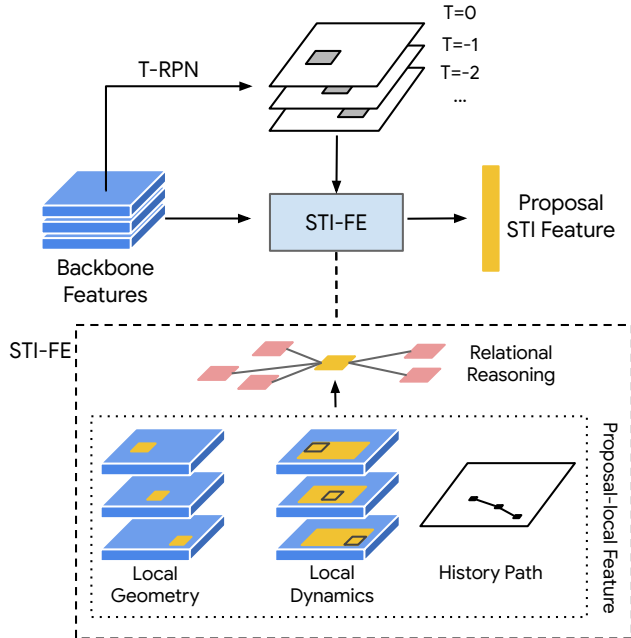 T=0
T=-1
T=-2
...
T-RPN
STI-FE
Proposal
STI Feature
Backbone
Features
STI-FE
Relational
Reasoning
Proposal-local Feature
Local
Geometry
Local
Dynamics
History Path